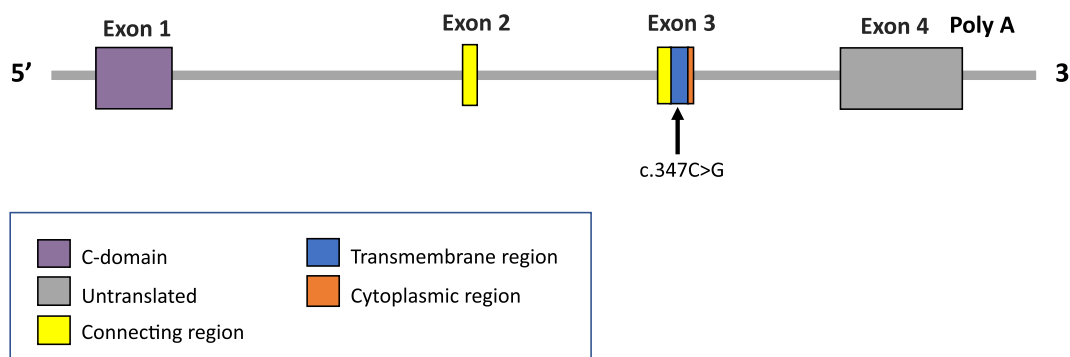 Exon 1
Exon 2
Exon 3
Exon 4 Poly A
5’
3
c.347C>G
C-domain
Transmembrane region
Untranslated
Cytoplasmic region
Connecting region